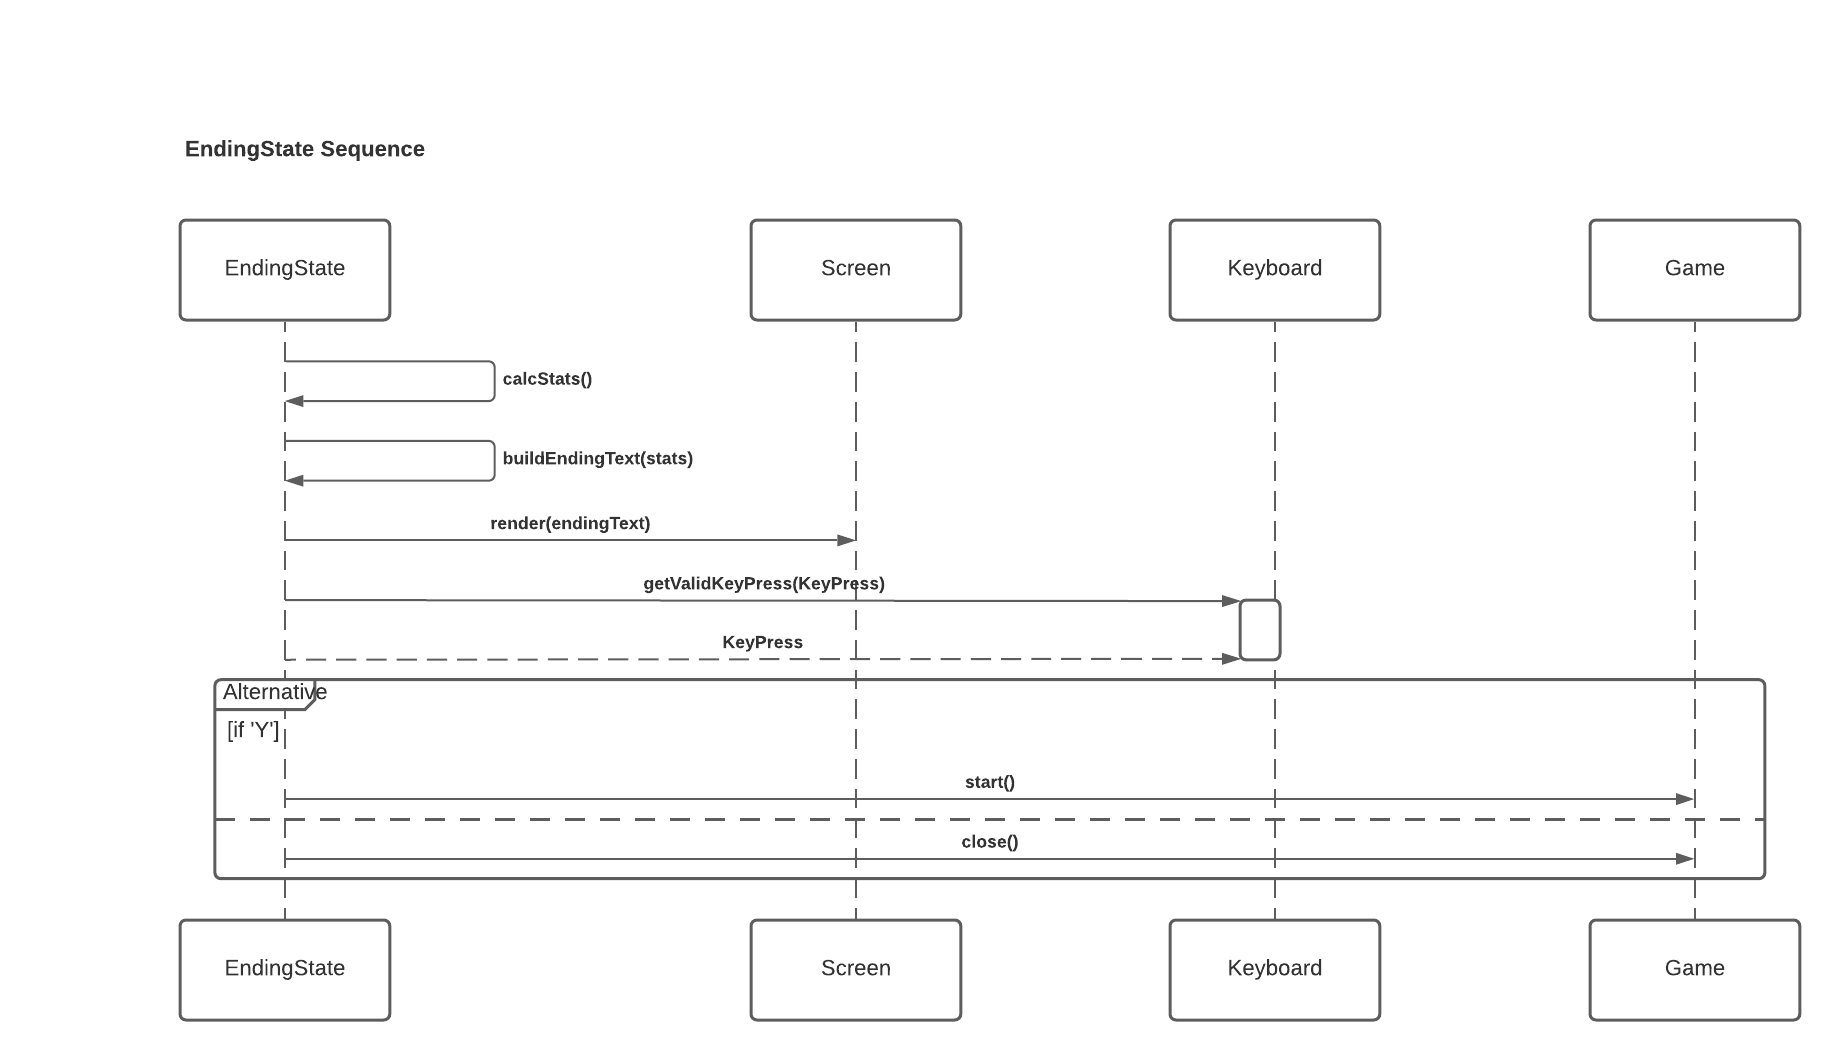 EndingState Sequence
EndingState
Screen
Keyboard
Game
calcStats()
buildEndingText(stats)
render(endingText)
getValidKeyPress(KeyPress)
KeyPress
Alternative
[if 'Y']
start()
close()
EndingState
Screen
Keyboard
Game